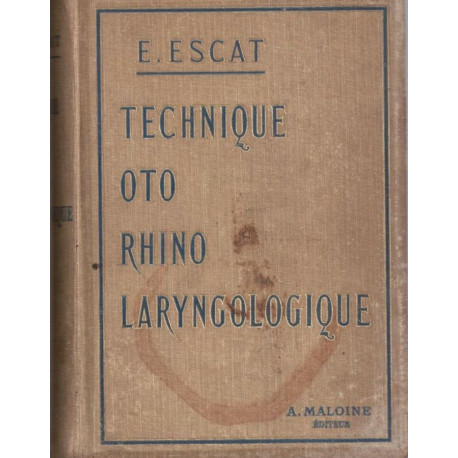 E. ESCAT
TECHNIQUE
OTO
RHINO
LARYNGOLOGIQUE
A. MALOINE
ÉDITEUR